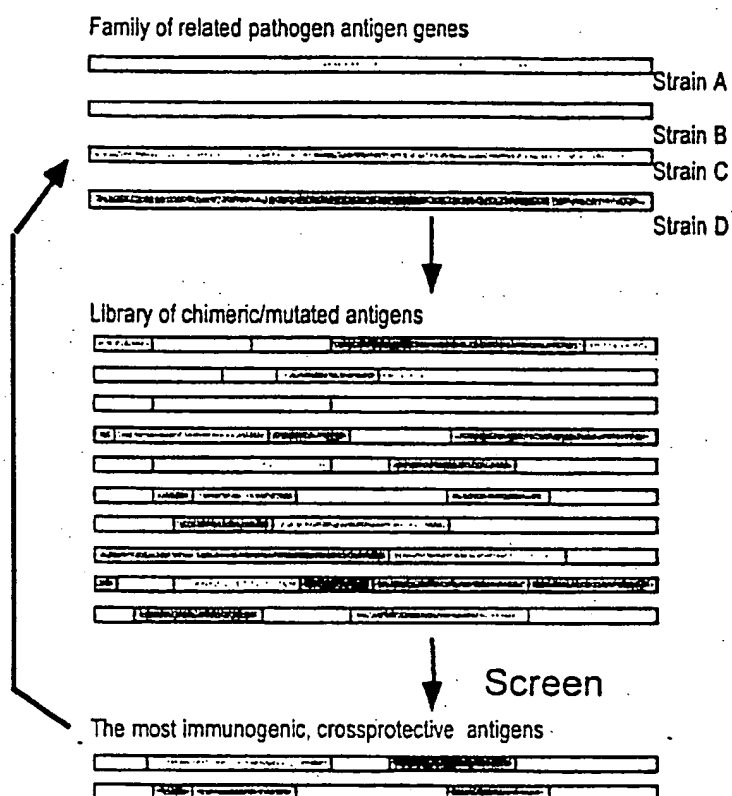 Family of related pathogen antigen genes
Strain A
Strain B
Strain C
Strain D
Library of chimeric/mutated antigens
Screen
The most immunogenic, crossprotective antigens